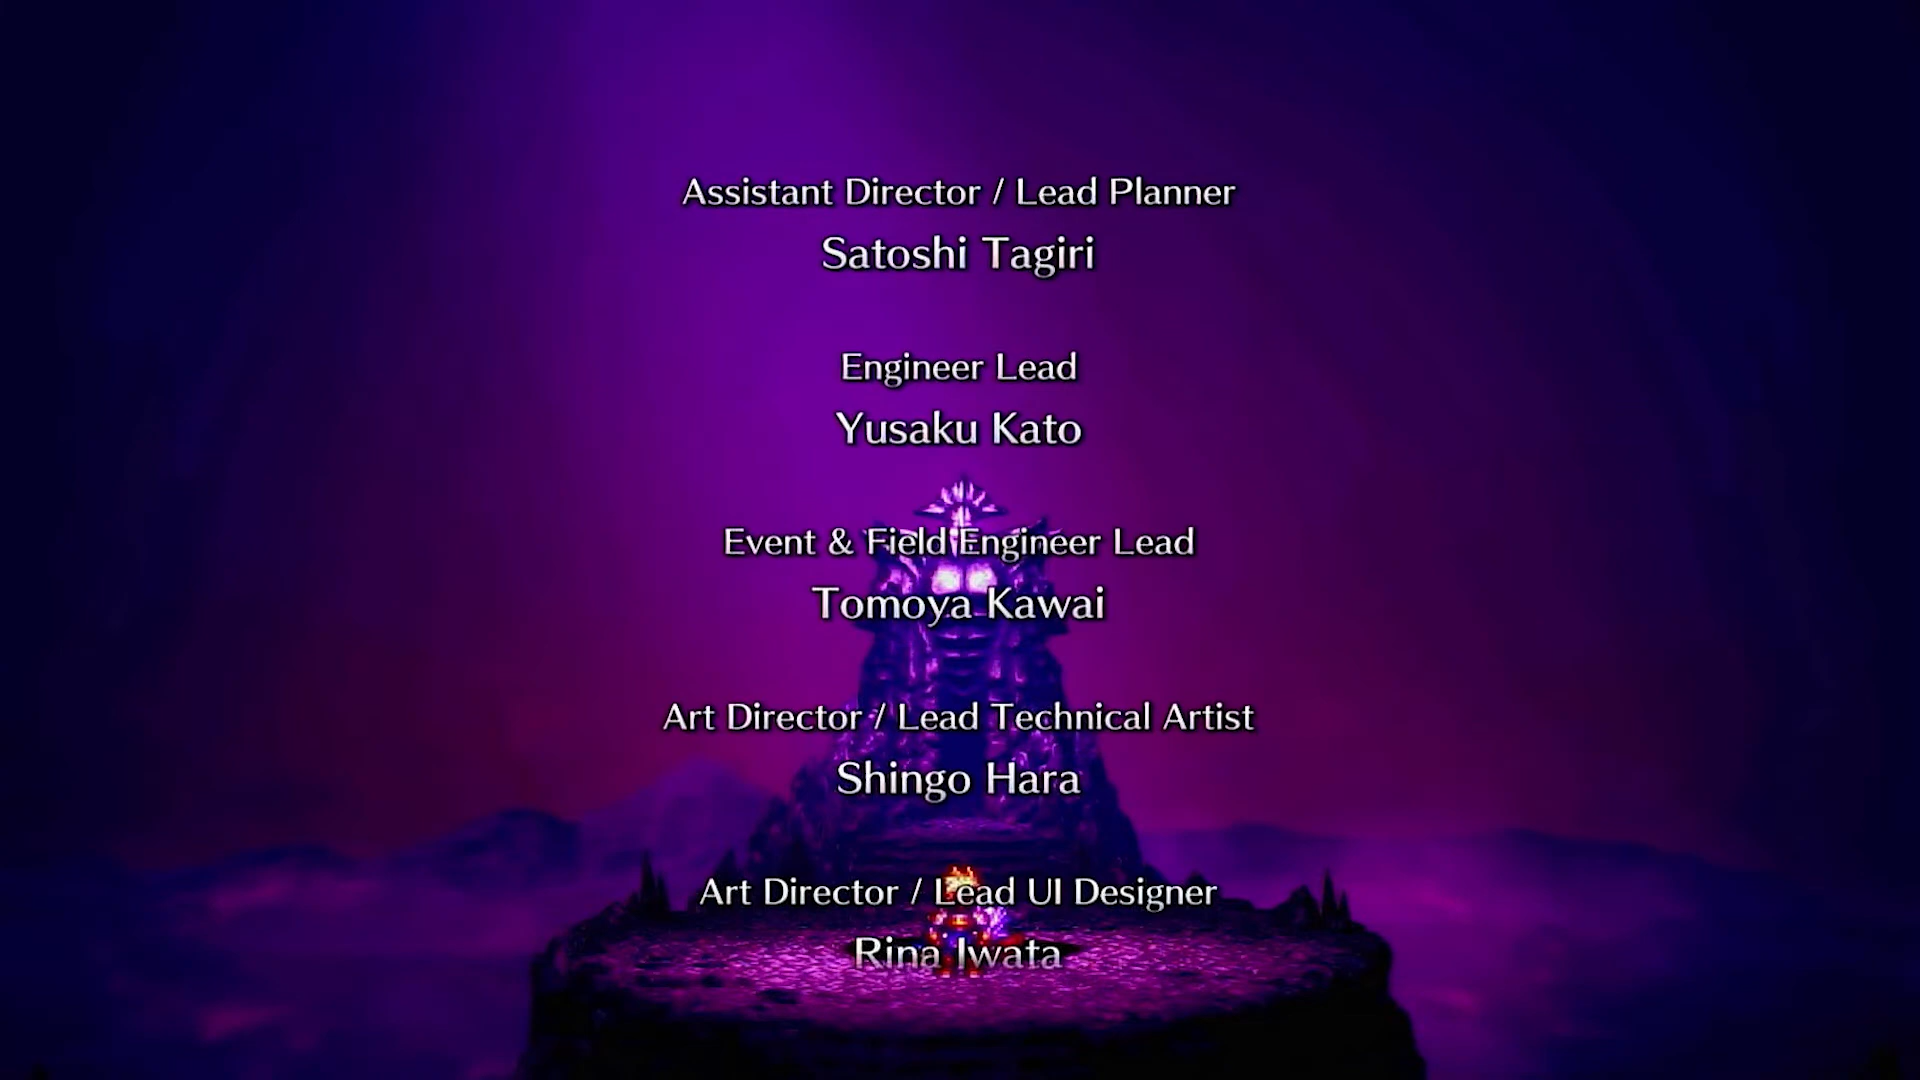 Assistant Director / Lead Planner
Satoshi Tagiri
Engineer Lead
Yusaku Kato
Event & Field Engineer Lead
Tomoya Kawai
Art Director / Lead Technical Artist
Shingo Hara
Art Director / Lead UI Designer
Rina Iwata